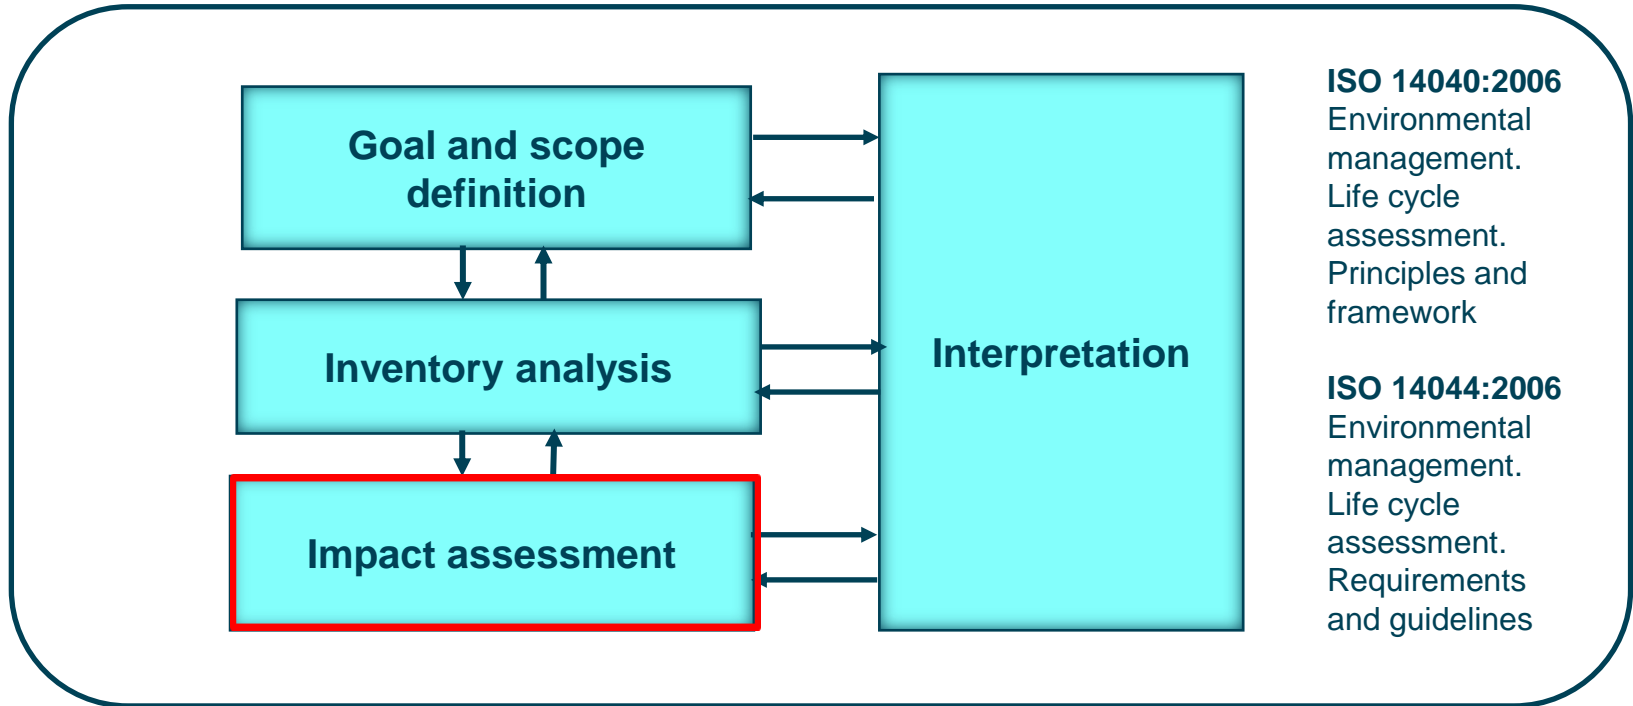 Goal and scope
definition
Inventory analysis
Impact assessment
Interpretation
ISO 14040:2006
Environmental
management.
Life cycle
assessment.
Principles and
framework
ISO 14044:2006
Environmental
management.
Life cycle
assessment.
Requirements
and guidelines